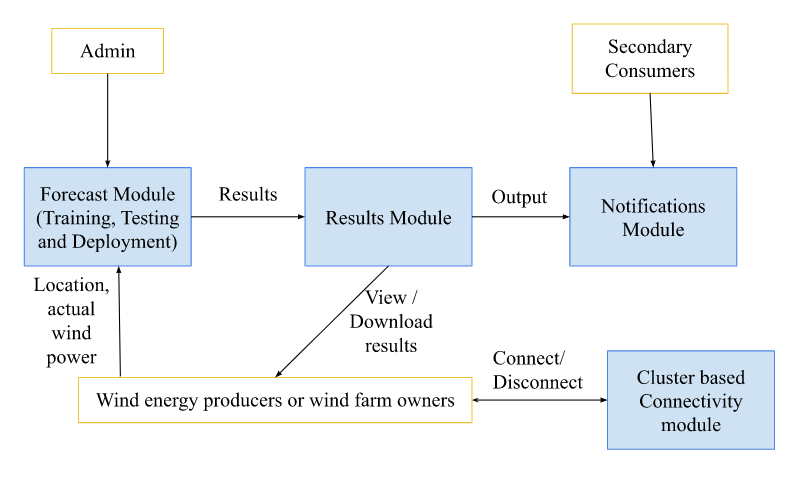 Admin
Secondary
Consumers
Forecast Module
(Training, Testing
and Deployment)
Results
Results Module
Output
Notifications
Module
Location,
actual
wind
power
View /
Download
results
Connect/
Disconnect
Wind energy producers or wind farm owners
Cluster based
Connectivity
module